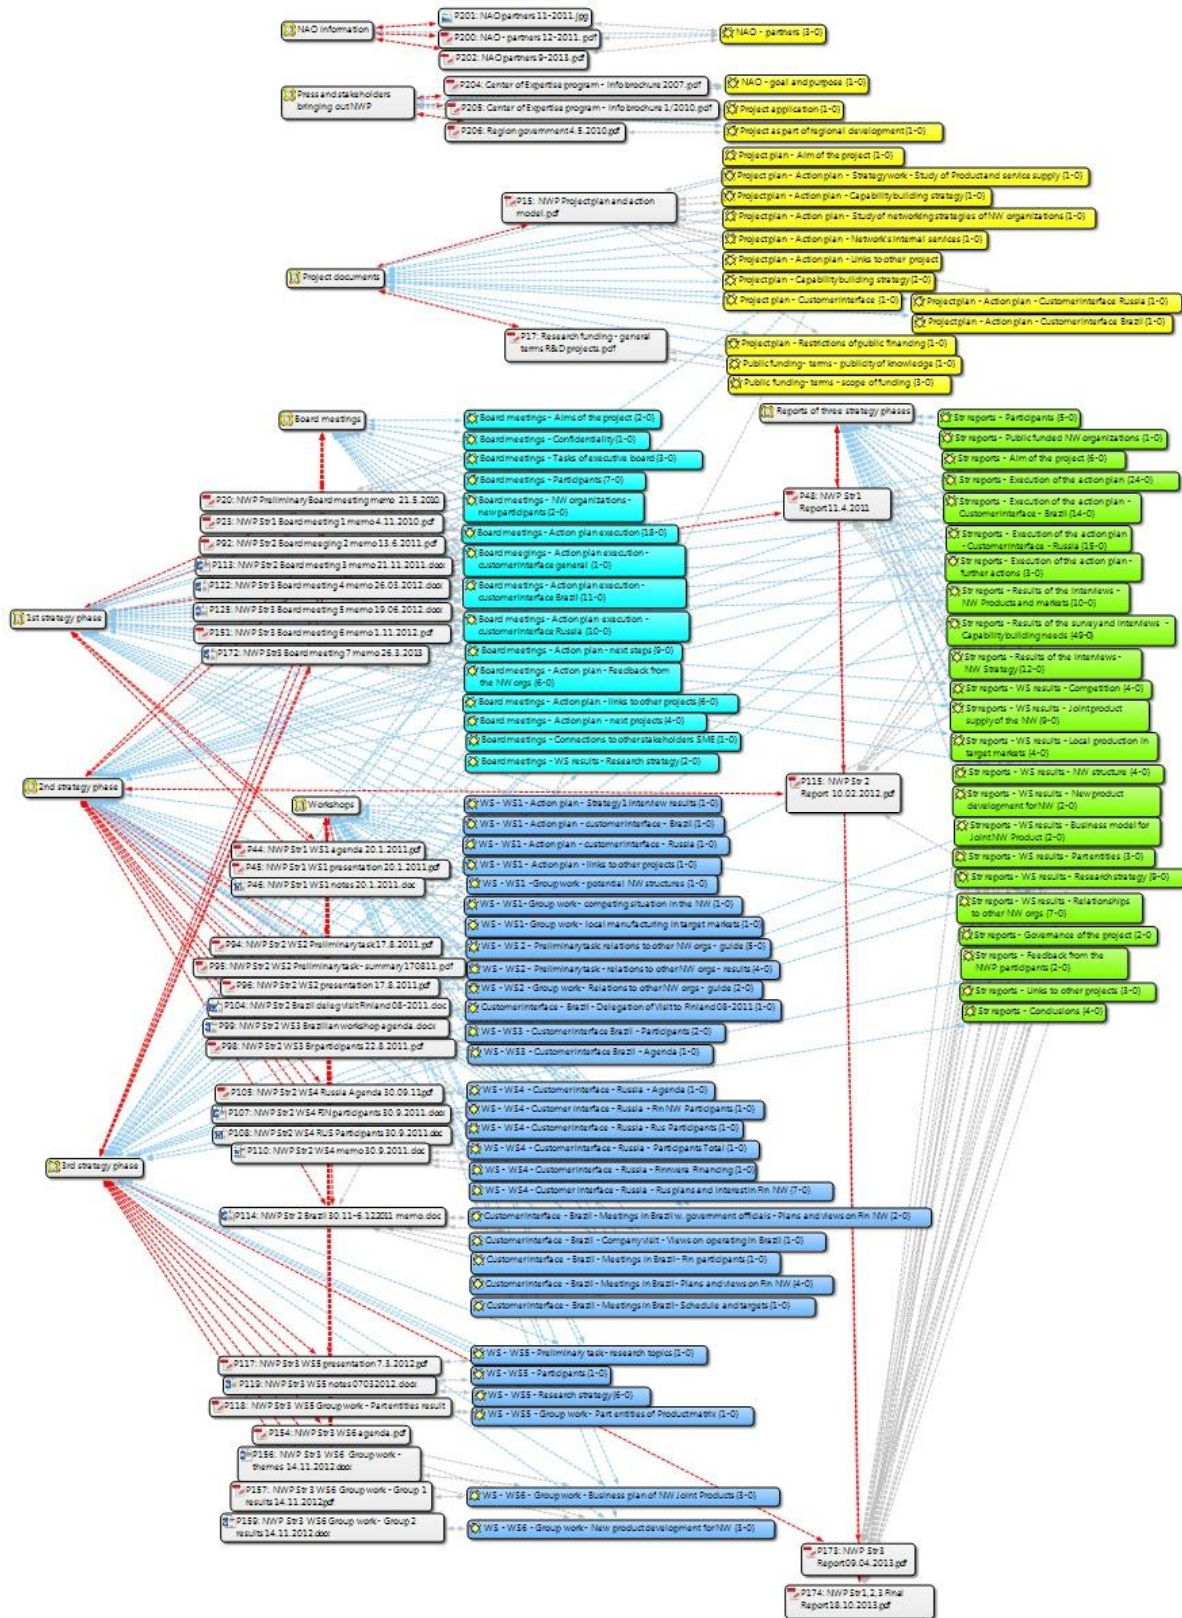 NAO information
P201: NAO partners 11-2011.jpg
P200: NAO - partners 12-2011.pdf
P202: NAO partners 9-2013.pdf
NAO - partners {3-0}
Press and stakeholders
bringing out NWP
P204: Center of Expertise program - Infobrochure 2007.pdf
P205: Center of Expertise program - Infobrochure 1/2010.pdf
P206: Region government 4.5.2010.pdf
NAO - goal and purpose {1-0}
Project application {1-0}
Project as part of regional development {1-0}
Project plan - Aim of the project {1-0}
Project plan - Action plan - Strategy work - Study of Product and service supply {1-0}
Project plan - Action plan - Capability building strategy {1-0}
Project plan - Action plan - Study of networking strategies of NW organizations {1-0}
Project plan - Action plan - Network's internal services {1-0}
Project plan - Action plan - Links to other project
Project plan - Capability building strategy {2-0}
Project plan - Customer interface {1-0}
Project plan - Action plan - Customer interface Russia {1-0}
Project plan - Action plan - Customer interface Brazil {1-0}
P15: NWP Project plan and action
model.pdf
Project documents
P17: Research funding - general
terms R&D projects.pdf
Project plan - Restrictions of public financing {1-0}
Public funding - terms - publicity of knowledge {1-0}
Public funding - terms - scope of funding {3-0}
Board meetings
Board meetings - Aims of the project {2-0}
Board meetings - Confidentiality {1-0}
Board meetings - Tasks of executive board {3-0}
Board meetings - Participants {7-0}
Board meetings - NW organizations -
new participants {2-0}
Board meetings - Action plan execution {18-0}
Board meegings - Action plan execution -
customer interface general {1-0}
Board meetings - Action plan execution -
customer interface Brazil {11-0}
Board meetings - Action plan execution -
customer interface Russia {10-0}
Board meetings - Action plan - next steps {9-0}
Board meetings - Action plan - Feedback from
the NW orgs {6-0}
Board meetings - Action plan - links to other projects {6-0}
Board meetings - Action plan - next projects {4-0}
Board meetings - Connections to other stakeholders SME {1-0}
Board meetings - WS results - Research strategy {2-0}
P20: NWP Preliminary Board meeting memo 21.5.2010
P23: NWP Str1 Board meeting 1 memo 4.11.2010.pdf
P92: NWP Str2 Board meeging 2 memo 13.6.2011.pdf
P113: NWP Str2 Board meeting 3 memo 21.11.2011.docx
P122: NWP Str3 Board meeting 4 memo 26.03.2012.docx
P125: NWP Str3 Board meeting 5 memo 19.06.2012.docx
P151: NWP Str3 Board meeting 6 memo 1.11.2012.pdf
P172: NWP Str3 Board meeting 7 memo 26.3.2013
1st strategy phase
2nd strategy phase
3rd strategy phase
Reports of three strategy phases
P48: NWP Str1
Report 11.4.2011
P115: NWP Str 2
Report 10.02.2012.pdf
P173: NWP Str3
Report 09.04.2013.pdf
P174: NWP Str1,2,3 Final
Report 18.10.2013.pdf
Str reports - Participants {5-0}
Str reports - Public funded NW organizations {1-0}
Str reports - Aim of the project {6-0}
Str reports - Execution of the action plan {24-0}
Str reports - Execution of the action plan -
Customer interface - Brazil {14-0}
Str reports - Execution of the action plan
- Customer interface - Russia {15-0}
Str reports - Execution of the action plan -
further actions {3-0}
Str reports - Results of the interviews -
NW Products and markets {10-0}
Str reports - Results of the survey and interviews -
Capability building needs {49-0}
Str reports - Results of the interviews -
NW Strategy {12-0}
Str reports - WS results - Competition {4-0}
Str reports - WS results - Joint product
supply of the NW {9-0}
Str reports - WS results - Local production in
target markets {4-0}
Str reports - WS results - NW structure {4-0}
Str reports - WS results - New product
development for NW {2-0}
Str reports - WS results - Business model for
Joint NW Product {2-0}
Str reports - WS results - Part entities {3-0}
Str reports - WS results - Research strategy {9-0}
Str reports - WS results - Relationships
to other NW orgs {7-0}
Str reports - Governance of the project {2-0
Str reports - Feedback from the
NWP participants {2-0}
Str reports - Links to other projects {3-0}
Str reports - Conclusions {4-0}
Workshops
P44: NWP Str1 WS1 agenda 20.1.2011.pdf
P45: NWP Str1 WS1 presentation 20.1.2011.pdf
P46: NWP Str1 WS1 notes 20.1.2011.doc
P94: NWP Str2 WS2 Preliminary task 17.8.2011.pdf
P95: NWP Str2 WS2 Preliminary task - summary 170811.pdf
P96: NWP Str2 WS2 presentation 17.8.2011.pdf
P104: NWP Str2 Brazil deleg visit Finland 08-2011.doc
P99: NWP Str2 WS3 Brazilian workshop agenda.docx
P98: NWP Str2 WS3 Br participants 22.8.2011.pdf
P105: NWP Str2 WS4 Russia Agenda 30.09.11.pdf
P107: NWP Str2 WS4 FIN participants 30.9.2011.docx
P108: NWP Str2 WS4 RUS Participants 30.9.2011.doc
P110: NWP Str2 WS4 memo 30.9.2011.doc
P114: NWP Str 2 Brazil 30.11-6.12.2011 memo.doc
P117: NWP Str3 WS5 presentation 7.3.2012.pdf
P119: NWP Str3 WS5 notes 07032012.docx
P118: NWP Str3 WS5 Group work - Part entities result
P154: NWP Str3 WS6 agenda.pdf
P156: NWP Str3 WS6 Group work -
themes 14.11.2012.docx
P157: NWP Str 3 WS6 Group work - Group 1
results 14.11.2012.pdf
P159: NWP Str3 WS6 Group work - Group 2
results 14.11.2012.docx
WS - WS1 - Action plan - Strategy 1 interview results {1-0}
WS - WS1 - Action plan - customer interface - Brazil {1-0}
WS - WS1 - Action plan - customer interface - Russia {1-0}
WS - WS1 - Action plan - links to other projects {1-0}
WS - WS1 - Group work - potential NW structures {1-0}
WS - WS1 - Group work - competing situation in the NW {1-0}
WS - WS1 - Group work - local manufacturing in target markets {1-0}
WS - WS2 - Preliminary task relations to other NW orgs - guide {5-0}
WS - WS2 - Preliminary task - relations to other NW orgs - results {4-0}
WS - WS2 - Group work - Relations to other NW orgs - guide {2-0}
Customer interface - Brazil - Delegation of Visit to Finland 08-2011 {1-0}
WS - WS3 - Customer interface Brazil - Participants {2-0}
WS - WS3 - Customer interface Brazil - Agenda {1-0}
WS - WS4 - Customer interface - Russia - Agenda {1-0}
WS - WS4 - Customer interface - Russia - Fin NW Participants {1-0}
WS - WS4 - Customer interface - Russia - Rus Participants {1-0}
WS - WS4 - Customer interface - Russia - Participants Total {1-0}
WS - WS4 - Customer interface - Russia - Finnvera Financing {1-0}
WS - WS4 - Customer interface - Russia - Rus plans and interest in Fin NW {7-0}
Customer interface - Brazil - Meetings in Brazil w. government officials - Plans and views on Fin NW {2-0}
Customer interface - Brazil - Company visit - Views on operating in Brazil {1-0}
Customer interface - Brazil - Meetings in Brazil - Fin participants {1-0}
Customer interface - Brazil - Meetings in Brazil - Plans and views on Fin NW {4-0}
Customer interface - Brazil - Meetings in Brazil - Schedule and targets {1-0}
WS - WS5 - Preliminary task - research topics {1-0}
WS - WS5 - Participants {1-0}
WS - WS5 - Research strategy {6-0}
WS - WS5 - Group work - Part entities of Product matrix {1-0}
WS - WS6 - Group work - Business plan of NW Joint Products {3-0}
WS - WS6 - Group work - New product development for NW {3-0}